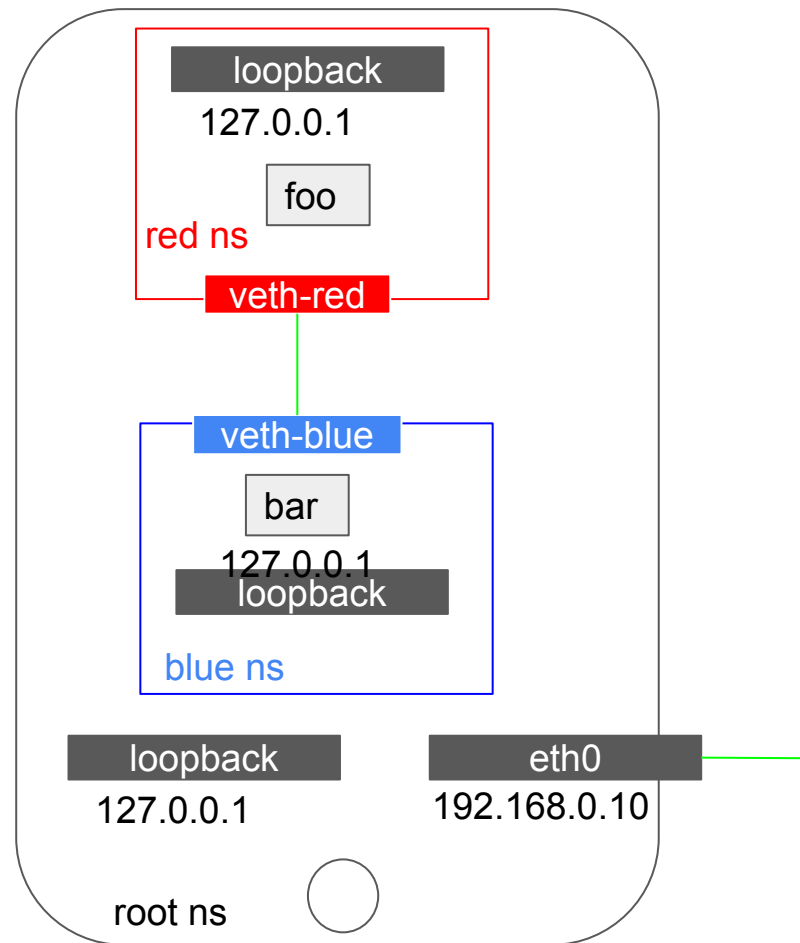 loopback
127.0.0.1
foo
red ns
veth-red
veth-blue
bar
127.0.0.1
loopback
blue ns
loopback
127.0.0.1
eth0
192.168.0.10
root ns